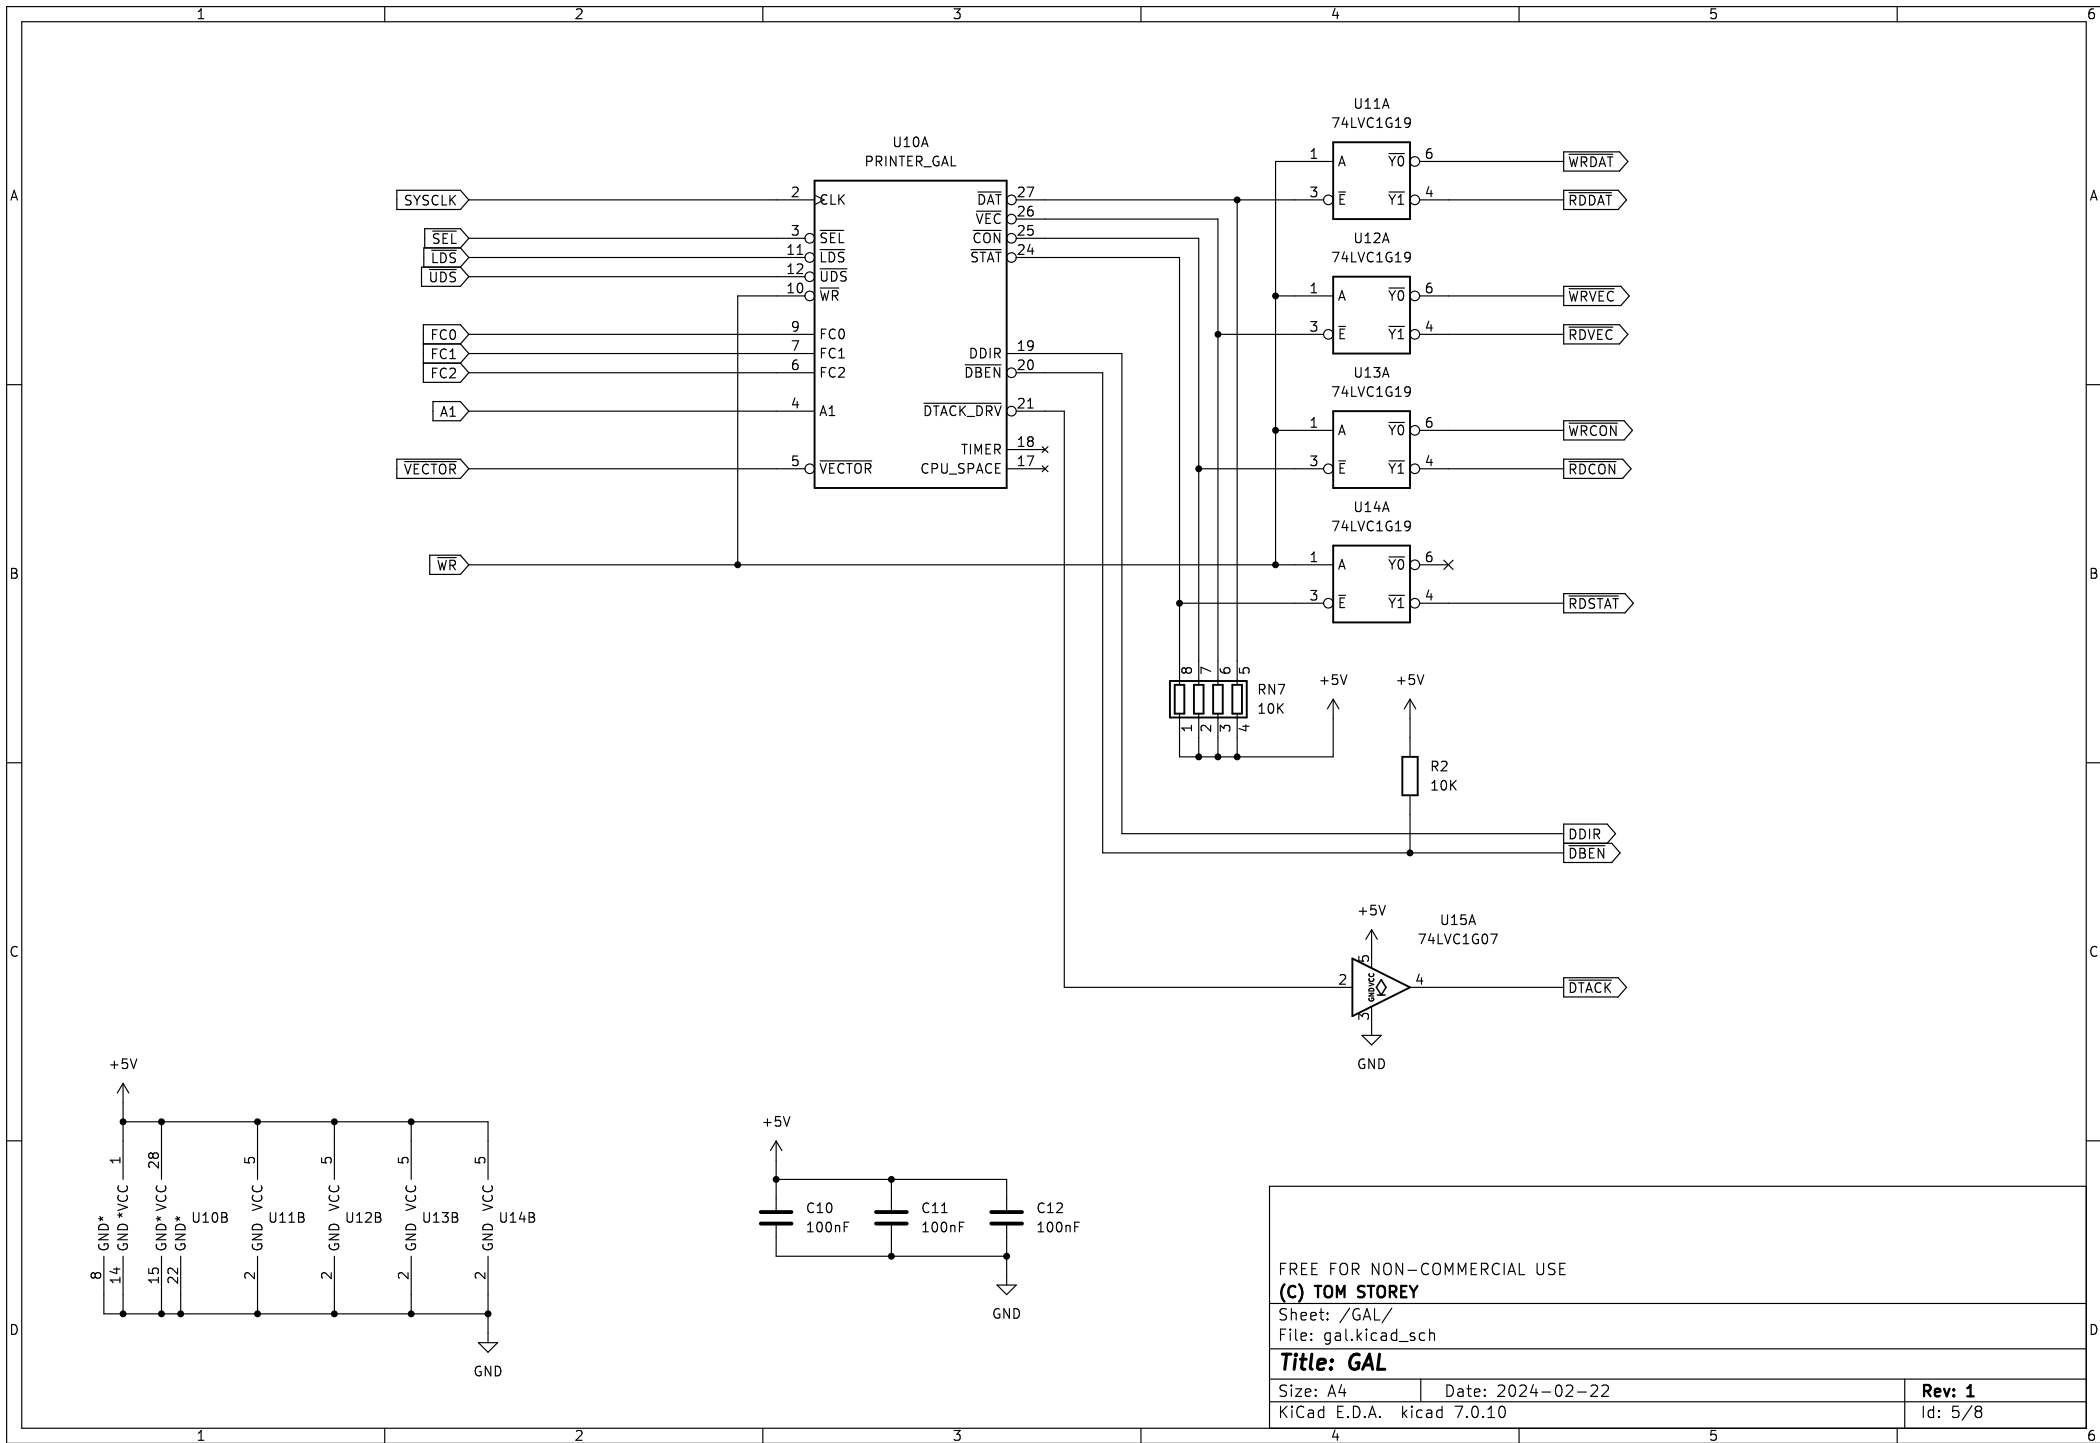 1 2 3 4 5 6
A
B
C
D
A
B
C
D
1 2 3 4 5 6
U10A
PRINTER_GAL
SYSCLK
SEL
LDS
UDS
FC0
FC1
FC2
A1
VECTOR
WR
2 CLK
3 SEL
11 LDS
12 UDS
10 WR
9 FC0
7 FC1
6 FC2
4 A1
5 VECTOR
DAT 27
VEC 26
CON 25
STAT 24
DDIR 19
DBEN 20
DTACK_DRV 21
TIMER 18
CPU_SPACE 17
U11A
74LVC1G19
1 A Y0 6 WRDAT
3 E Y1 4 RDDAT
U12A
74LVC1G19
1 A Y0 6 WRVEC
3 E Y1 4 RDVEC
U13A
74LVC1G19
1 A Y0 6 WRCON
3 E Y1 4 RDCON
U14A
74LVC1G19
1 A Y0 6
3 E Y1 4 RDSTAT
8 7 6 5
RN7
10K
1 2 3 4
+5V
+5V
R2
10K
DDIR
DBEN
+5V
U15A
74LVC1G07
2 5 VCC GND 3 4
DTACK
GND
+5V
1 28 5 5 5 5
GND* GND* VCC GND* VCC GND* U10B GND VCC U11B GND VCC U12B GND VCC U13B GND VCC U14B
8 14 15 22 2 2 2 2
GND
+5V
C10
100nF
C11
100nF
C12
100nF
GND
FREE FOR NON-COMMERCIAL USE
(C) TOM STOREY
Sheet: /GAL/
File: gal.kicad_sch
Title: GAL
Size: A4 Date: 2024-02-22 Rev: 1
KiCad E.D.A. kicad 7.0.10 Id: 5/8